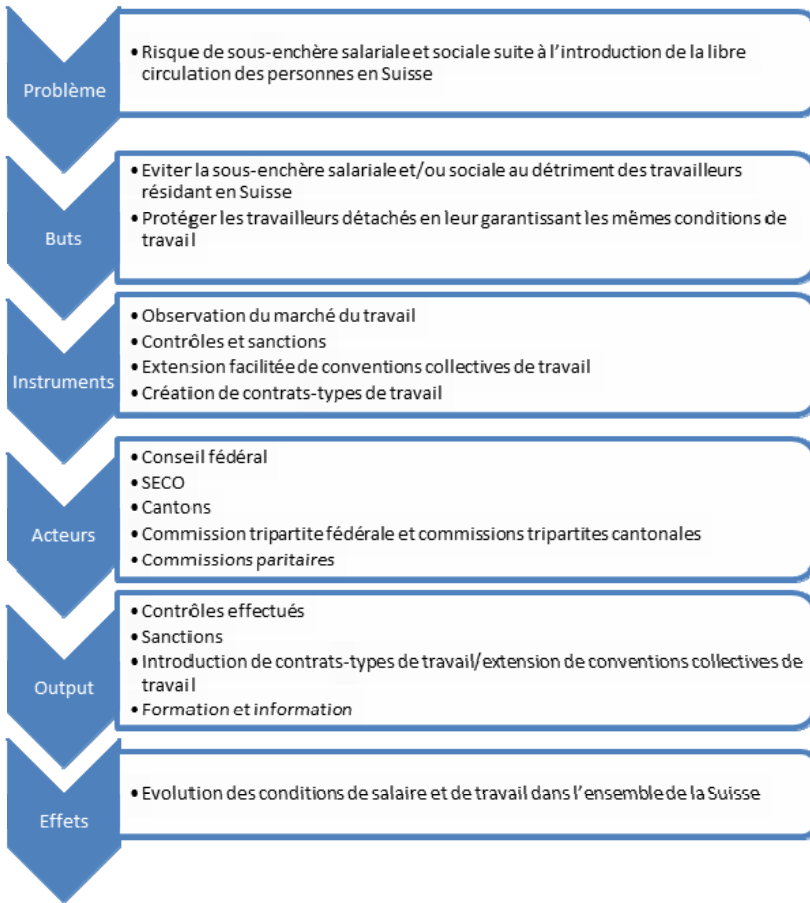 Problème
• Risque de sous-enchère salariale et sociale suite à l'introduction de la libre
circulation des personnes en Suisse
Buts
• Eviter la sous-enchère salariale et/ou sociale au détriment des travailleurs
résidant en Suisse
• Protéger les travailleurs détachés en leur garantissant les mêmes conditions de
travail
Instruments
• Observation du marché du travail
• Contrôles et sanctions
• Extension facilitée de conventions collectives de travail
• Création de contrats-types de travail
Acteurs
• Conseil fédéral
• SECO
• Cantons
• Commission tripartite fédérale et commissions tripartites cantonales
• Commissions paritaires
Output
• Contrôles effectués
• Sanctions
• Introduction de contrats-types de travail/extension de conventions collectives de
travail
• Formation et information
Effets
• Evolution des conditions de salaire et de travail dans l'ensemble de la Suisse